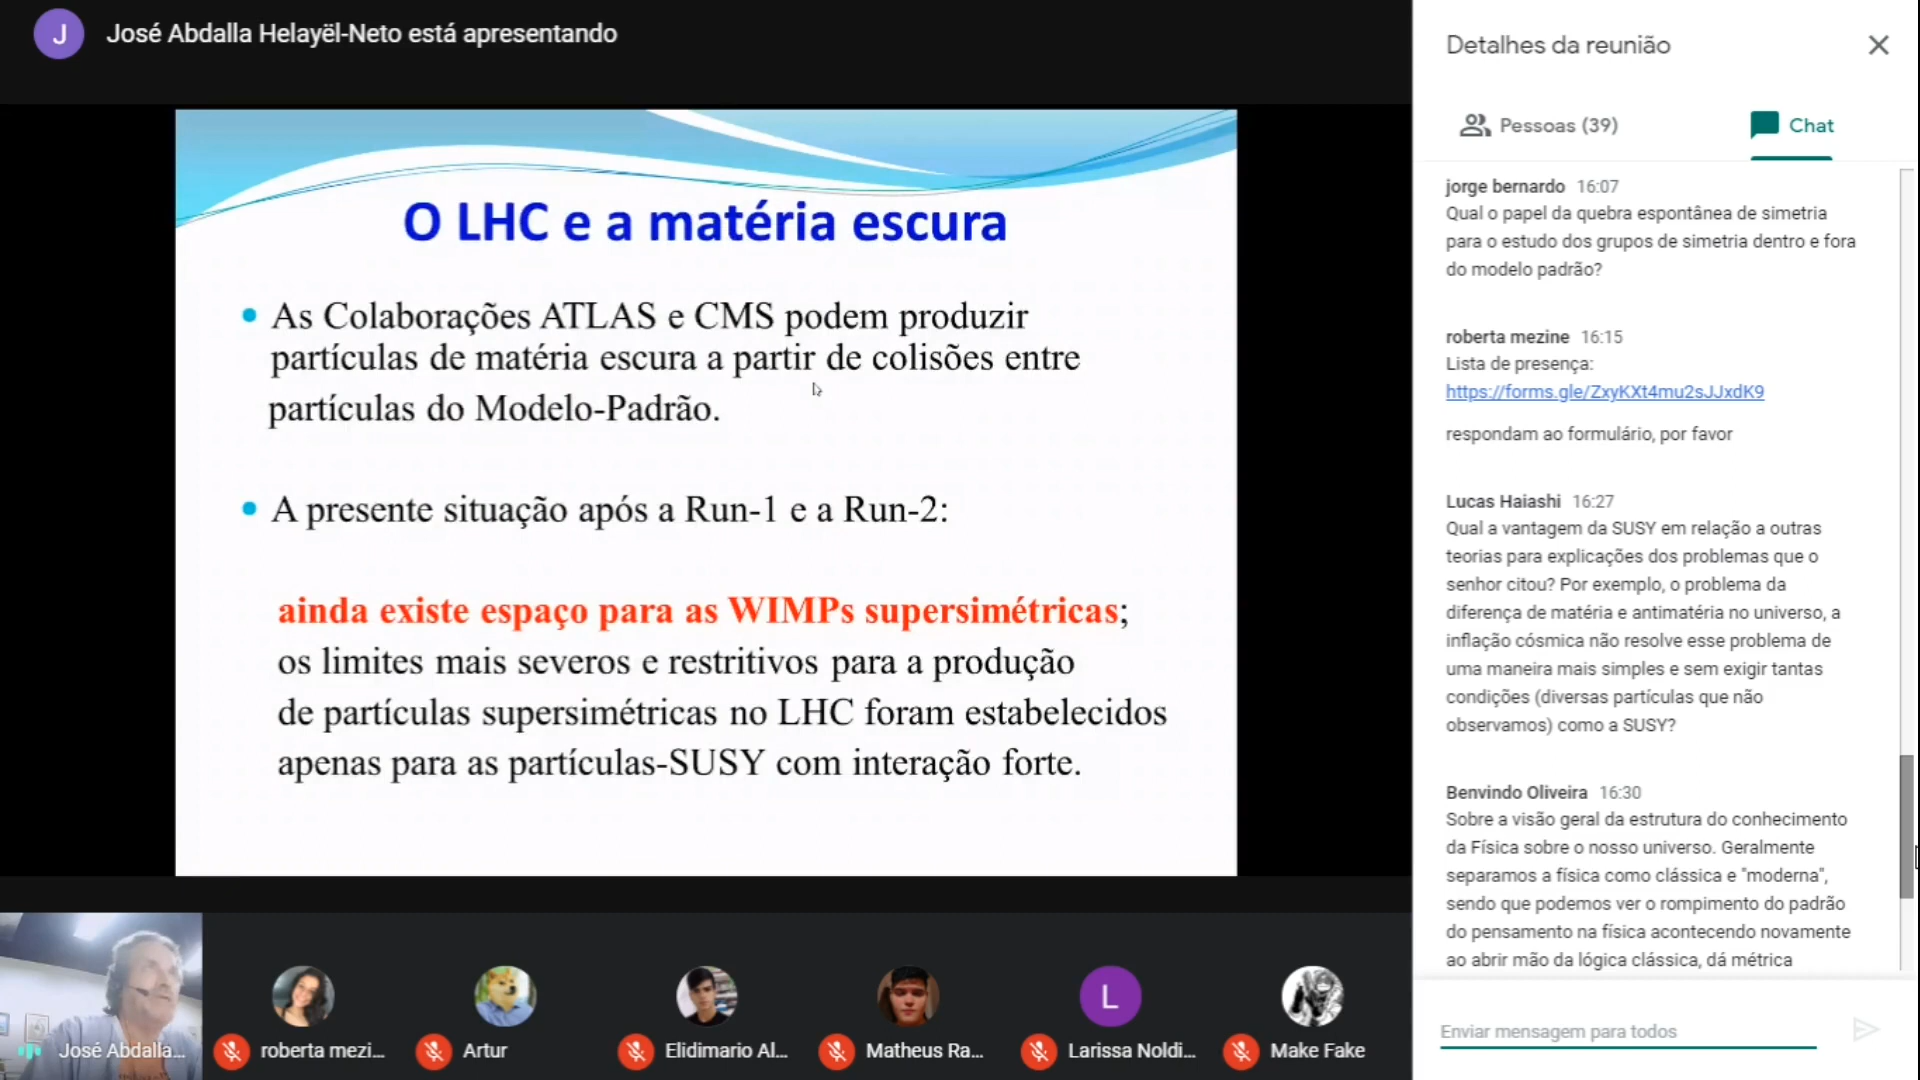 J
José Abdalla Helayël-Neto está apresentando
O LHC e a matéria escura
• As Colaborações ATLAS e CMS podem produzir
partículas de matéria escura a partir de colisões entre
partículas do Modelo-Padrão.
• A presente situação após a Run-1 e a Run-2:
ainda existe espaço para as WIMPs supersimétricas;
os limites mais severos e restritivos para a produção
de partículas supersimétricas no LHC foram estabelecidos
apenas para as partículas-SUSY com interação forte.
José Abdalla...
roberta mezi...
Artur
Elidimario Al...
Matheus Ra...
L
Larissa Noldi...
Make Fake
Detalhes da reunião
Pessoas (39)
Chat
jorge bernardo 16:07
Qual o papel da quebra espontânea de simetria
para o estudo dos grupos de simetria dentro e fora
do modelo padrão?
roberta mezine 16:15
Lista de presença:
https://forms.gle/ZxyKXt4mu2sJJxdK9
respondam ao formulário, por favor
Lucas Haiashi 16:27
Qual a vantagem da SUSY em relação a outras
teorias para explicações dos problemas que o
senhor citou? Por exemplo, o problema da
diferença de matéria e antimatéria no universo, a
inflação cósmica não resolve esse problema de
uma maneira mais simples e sem exigir tantas
condições (diversas partículas que não
observamos) como a SUSY?
Benvindo Oliveira 16:30
Sobre a visão geral da estrutura do conhecimento
da Física sobre o nosso universo. Geralmente
separamos a física como clássica e "moderna",
sendo que podemos ver o rompimento do padrão
do pensamento na física acontecendo novamente
ao abrir mão da lógica clássica, dá métrica
Enviar mensagem para todos